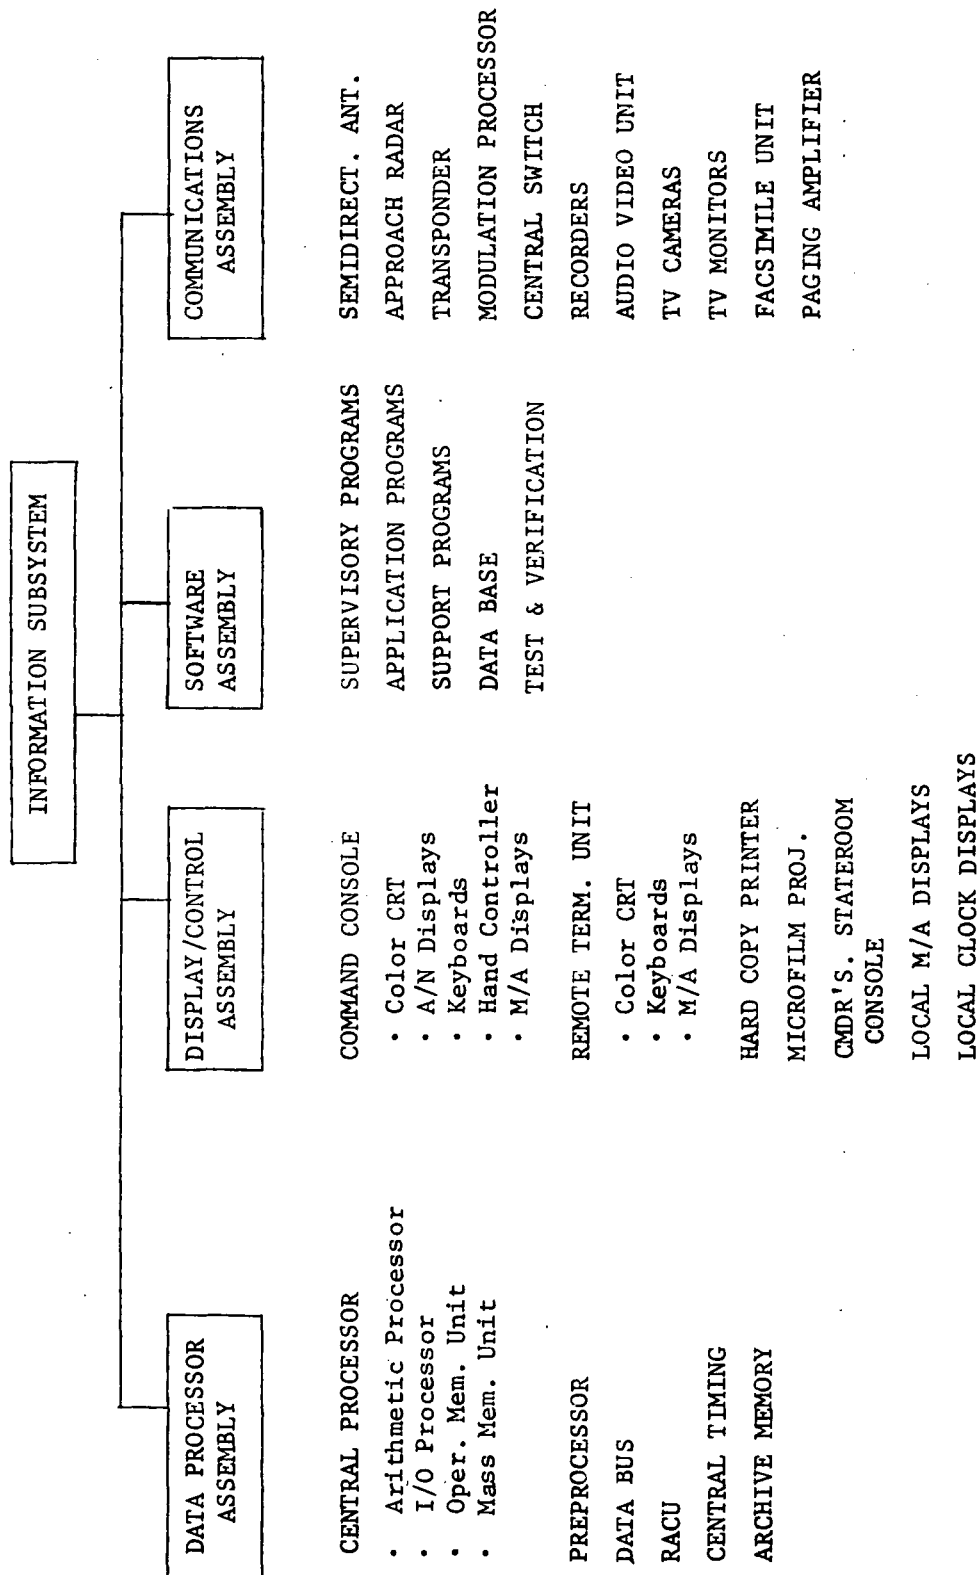 INFORMATION SUBSYSTEM
DATA PROCESSOR
ASSEMBLY
CENTRAL PROCESSOR
· Arithmetic Processor
· I/O Processor
· Oper. Mem. Unit
· Mass Mem. Unit
PREPROCESSOR
DATA BUS
RACU
CENTRAL TIMING
ARCHIVE MEMORY
DISPLAY/CONTROL
ASSEMBLY
COMMAND CONSOLE
· Color CRT
· A/N Displays
· Keyboards
· Hand Controller
· M/A Displays
REMOTE TERM. UNIT
· Color CRT
· Keyboards
· M/A Displays
HARD COPY PRINTER
MICROFILM PROJ.
CMDR'S. STATEROOM
CONSOLE
LOCAL M/A DISPLAYS
LOCAL CLOCK DISPLAYS
SOFTWARE
ASSEMBLY
SUPERVISORY PROGRAMS
APPLICATION PROGRAMS
SUPPORT PROGRAMS
DATA BASE
TEST & VERIFICATION
COMMUNICATIONS
ASSEMBLY
SEMIDIRECT. ANT.
APPROACH RADAR
TRANSPONDER
MODULATION PROCESSOR
CENTRAL SWITCH
RECORDERS
AUDIO VIDEO UNIT
TV CAMERAS
TV MONITORS
FACSIMILE UNIT
PAGING AMPLIFIER